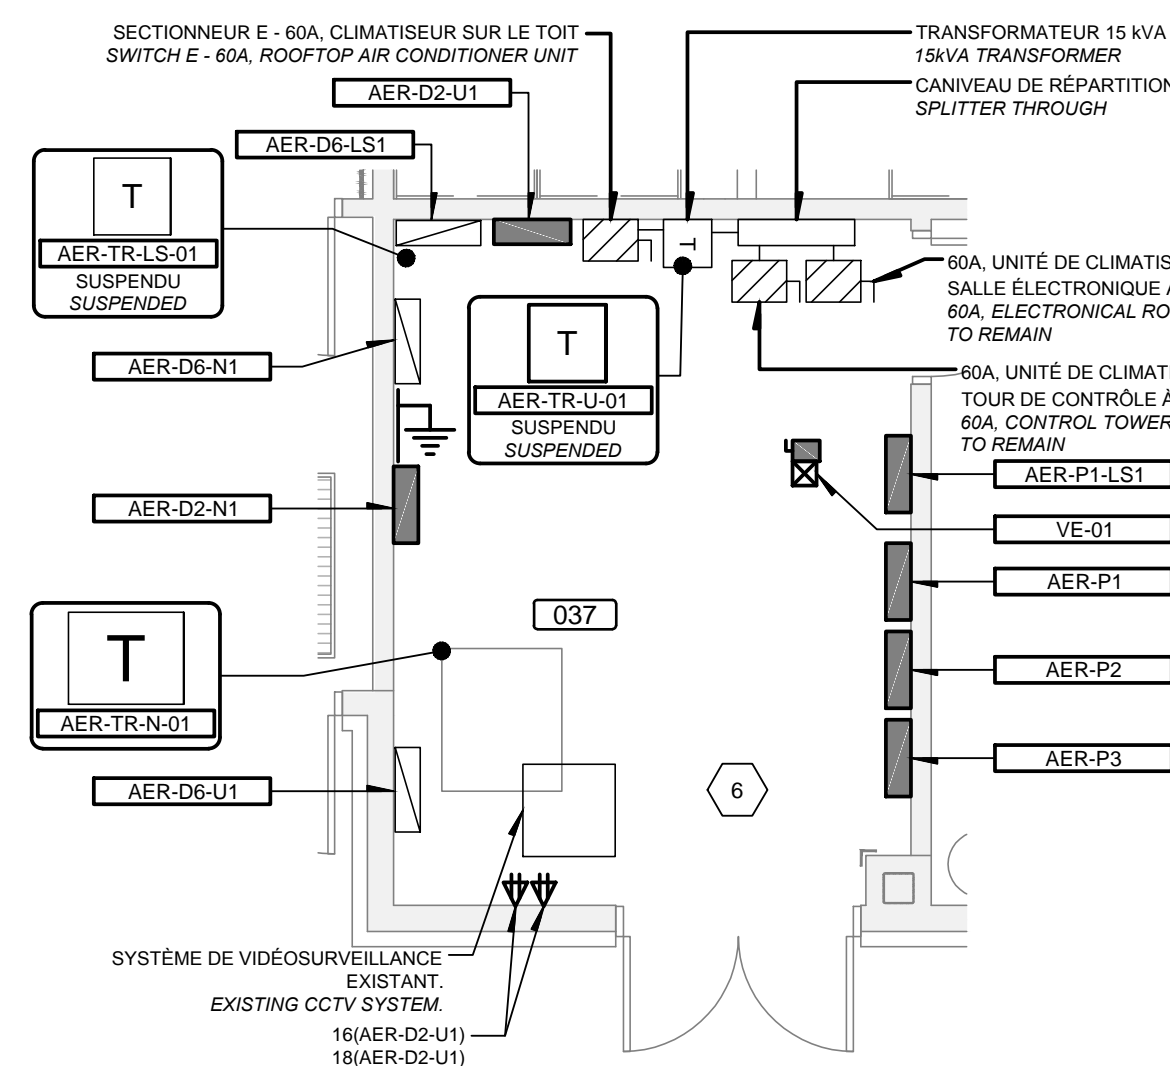 SECTIONNEUR E - 60A, CLIMATISEUR SUR LE TOIT
SWITCH E - 60A, ROOFTOP AIR CONDITIONER UNIT
TRANSFORMATEUR 15 kVA
15kVA TRANSFORMER
CANIVEAU DE RÉPARTITION
SPLITTER THROUGH
AER-D2-U1
AER-D6-LS1
T
AER-TR-LS-01
SUSPENDU
SUSPENDED
T
60A, UNITÉ DE CLIMATIS
SALLE ÉLECTRONIQUE À
60A, ELECTRONICAL RO
TO REMAIN
T
AER-TR-U-01
SUSPENDU
SUSPENDED
AER-D6-N1
60A, UNITÉ DE CLIMATI
TOUR DE CONTRÔLE À
60A, CONTROL TOWER
TO REMAIN
AER-P1-LS1
AER-D2-N1
VE-01
AER-P1
037
T
AER-TR-N-01
AER-P2
AER-P3
AER-D6-U1
6
SYSTÈME DE VIDÉOSURVEILLANCE
EXISTANT.
EXISTING CCTV SYSTEM.
16(AER-D2-U1)
18(AER-D2-U1)